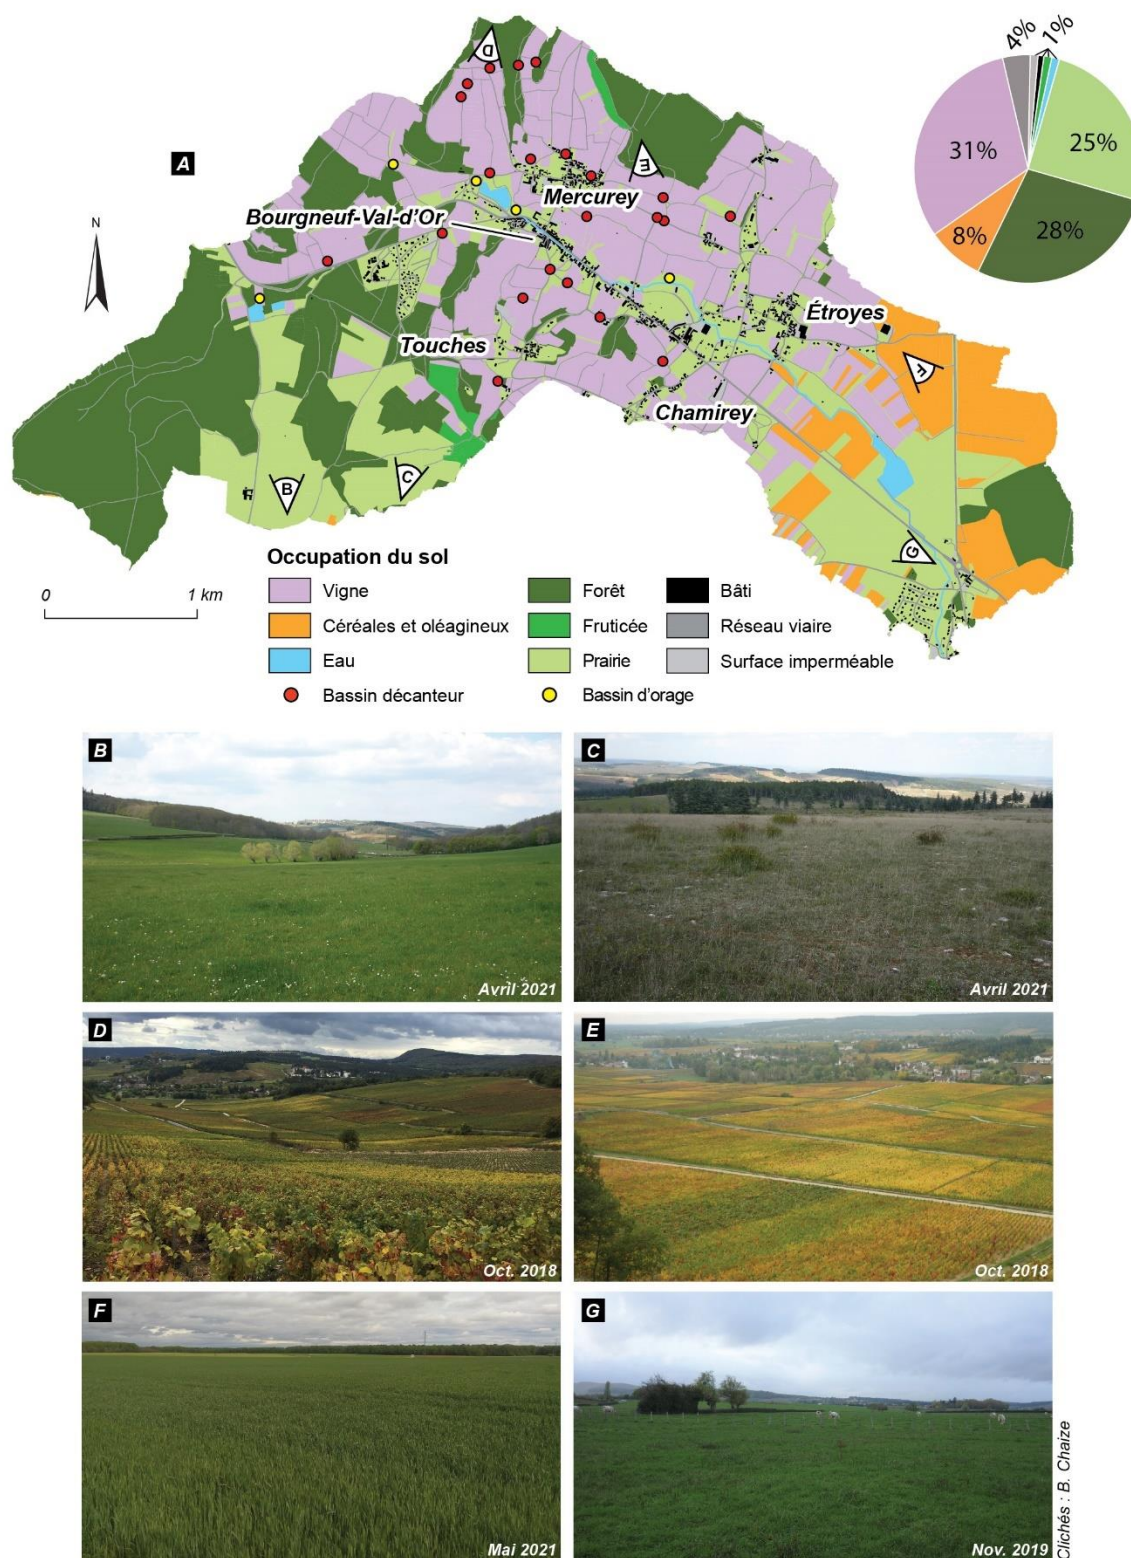 A
N
D
E
Mercurey
Bourgneuf-Val-d'Or
Touches
Étroyes
Chamirey
F
B
C
G
4%
1%
31%
25%
8%
28%
0 1 km
Occupation du sol
Vigne
Forêt
Bâti
Céréales et oléagineux
Fruticée
Réseau viaire
Eau
Prairie
Surface imperméable
Bassin décanteur
Bassin d'orage
B
Avril 2021
C
Avril 2021
D
Oct. 2018
E
Oct. 2018
F
Mai 2021
G
Nov. 2019
Clichés : B. Chaize